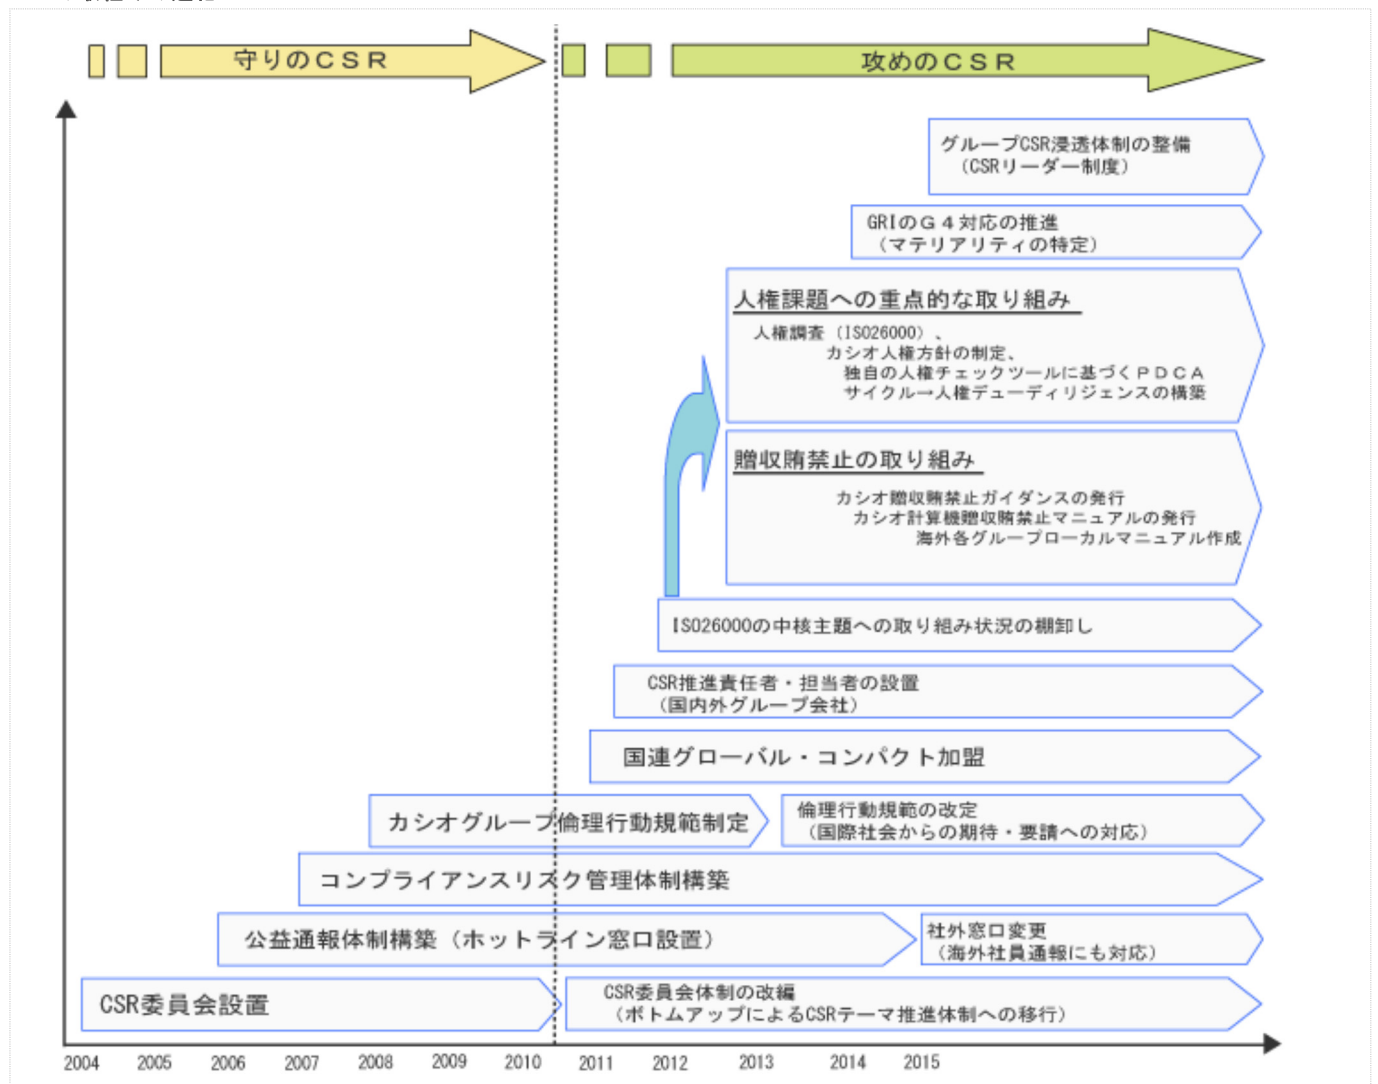 守りのＣＳＲ
攻めのＣＳＲ
グループCSR浸透体制の整備
（CSRリーダー制度）
GRIのＧ４対応の推進
（マテリアリティの特定）
人権課題への重点的な取り組み
人権調査（ISO26000）、
カシオ人権方針の制定、
独自の人権チェックツールに基づくＰＤＣＡ
サイクル→人権デューディリジェンスの構築
贈収賄禁止の取り組み
カシオ贈収賄禁止ガイダンスの発行
カシオ計算機贈収賄禁止マニュアルの発行
海外各グループローカルマニュアル作成
ISO26000の中核主題への取り組み状況の棚卸し
CSR推進責任者・担当者の設置
（国内外グループ会社）
国連グローバル・コンパクト加盟
カシオグループ倫理行動規範制定
倫理行動規範の改定
（国際社会からの期待・要請への対応）
コンプライアンスリスク管理体制構築
公益通報体制構築（ホットライン窓口設置）
社外窓口変更
（海外社員通報にも対応）
CSR委員会設置
CSR委員会体制の改編
（ボトムアップによるCSRテーマ推進体制への移行）
2004 2005 2006 2007 2008 2009 2010 2011 2012 2013 2014 2015